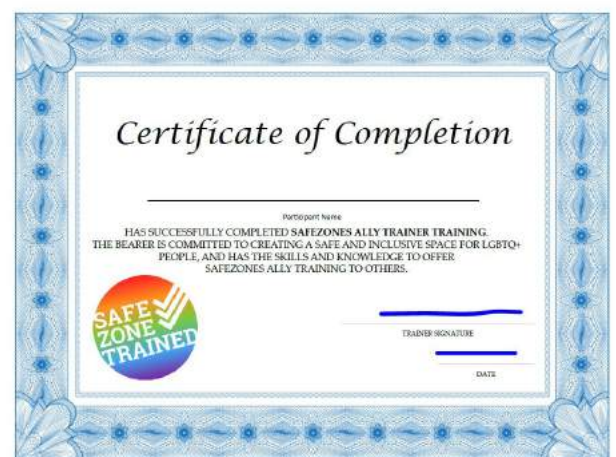 Certificate of Completion
Participant Name
HAS SUCCESSFULLY COMPLETED SAFEZONES ALLY TRAINER TRAINING.
THE BEARER IS COMMITTED TO CREATING A SAFE AND INCLUSIVE SPACE FOR LGBTQ+
PEOPLE, AND HAS THE SKILLS AND KNOWLEDGE TO OFFER
SAFEZONES ALLY TRAINING TO OTHERS.
SAFE
ZONE
TRAINED
TRAINER SIGNATURE
DATE